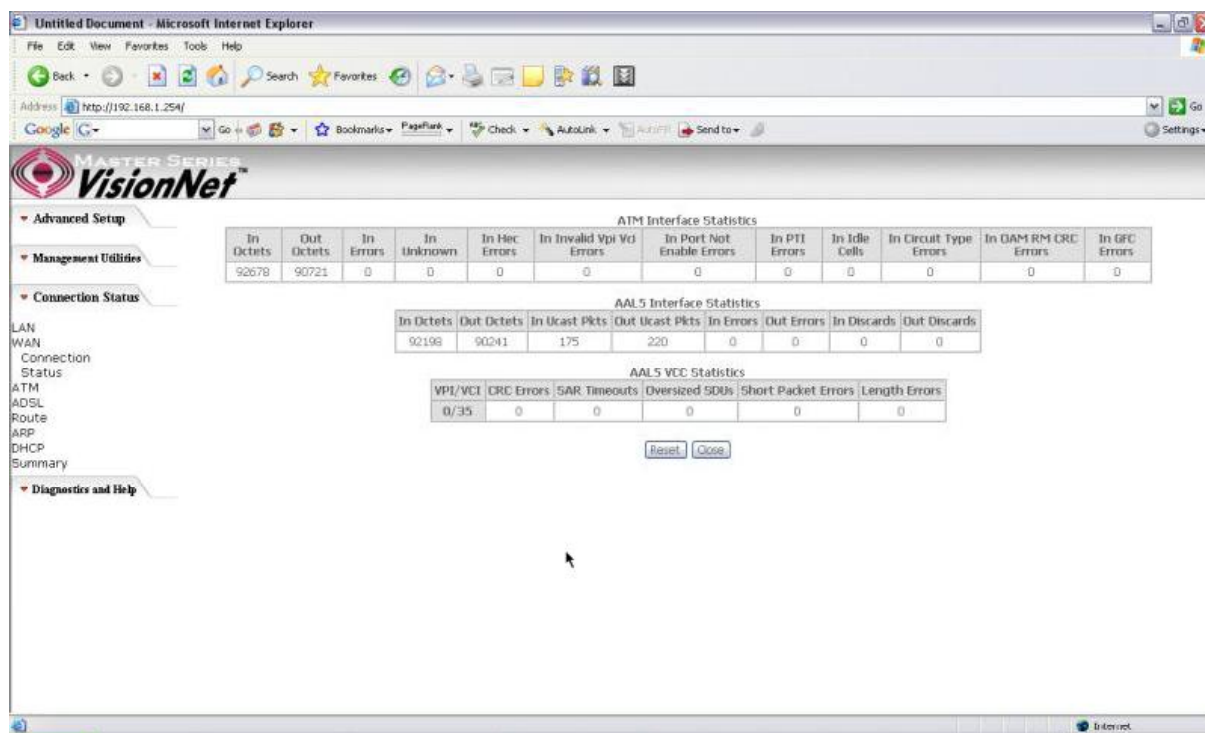 Untitled Document - Microsoft Internet Explorer
File Edit View Favorites Tools Help
Back Search Favorites
Address http://192.168.1.254/ Go
Google G Go Bookmarks PageRank Check AutoLink AutoFill Send to Settings
MASTER SERIES
VisionNet™
Advanced Setup
Management Utilities
Connection Status
LAN
WAN
Connection
Status
ATM
ADSL
Route
ARP
DHCP
Summary
Diagnostics and Help
ATM Interface Statistics
In Octets Out Octets In Errors In Unknown In Hec Errors In Invalid Vpi Vci Errors In Port Not Enable Errors In PTI Errors In Idle Cells In Circuit Type Errors In OAM RM CRC Errors In GFC Errors
92678 90721 0 0 0 0 0 0 0 0 0 0
AAL5 Interface Statistics
In Octets Out Octets In Ucast Pkts Out Ucast Pkts In Errors Out Errors In Discards Out Discards
92198 90241 175 220 0 0 0 0
AAL5 VCC Statistics
VPI/VCI CRC Errors SAR Timeouts Oversized SDUs Short Packet Errors Length Errors
0/35 0 0 0 0 0
Reset Close
Internet